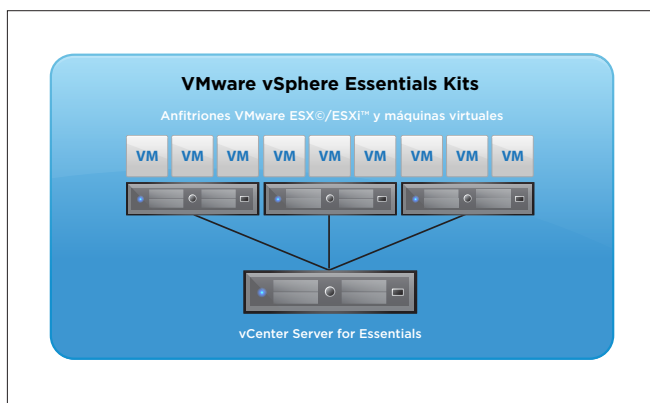 VMware vSphere Essentials Kits
Anfitriones VMware ESX©/ESXi™ y máquinas virtuales
VM VM VM VM VM VM VM VM VM
vCenter Server for Essentials